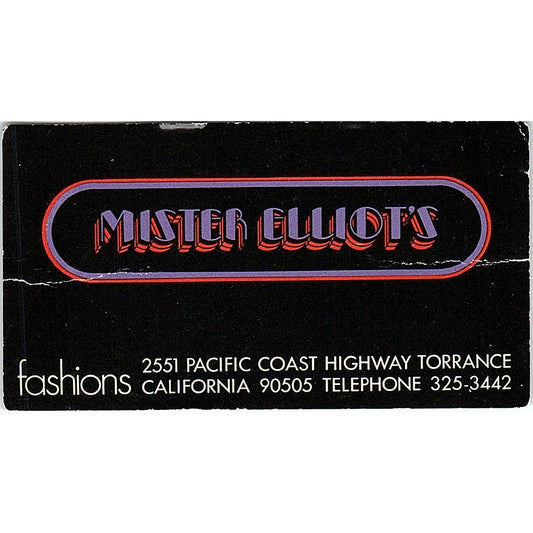 MISTER ELLIOT'S
fashions
2551 PACIFIC COAST HIGHWAY TORRANCE
CALIFORNIA 90505 TELEPHONE 325-3442